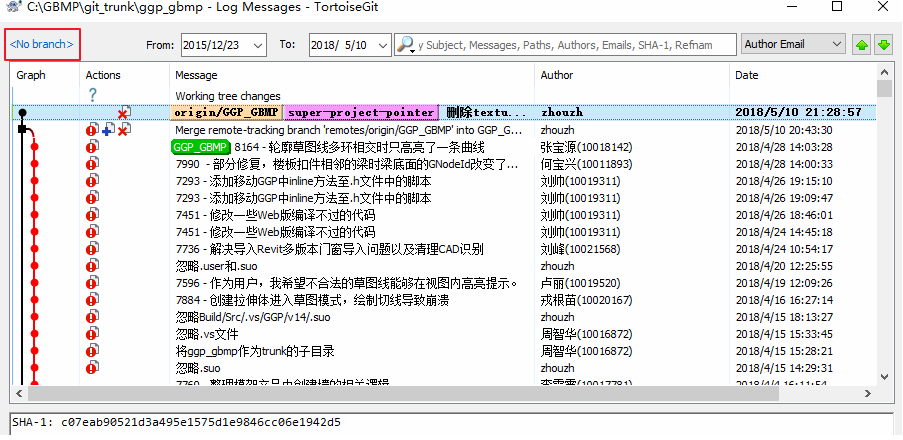 C:\GBMP\git_trunk\ggp_gbmp - Log Messages - TortoiseGit
<No branch> From: 2015/12/23 To: 2018/ 5/10 y Subject, Messages, Paths, Authors, Emails, SHA-1, Refnam Author Email
Graph Actions Message Author Date
? Working tree changes
origin/GGP_GBMP super-project-pointer 删除textu... zhouzh 2018/5/10 21:28:57
Merge remote-tracking branch 'remotes/origin/GGP_GBMP' into GGP_G... zhouzh 2018/5/10 20:43:30
GGP_GBMP 8164 - 轮廓草图线多环相交时只高亮了一条曲线 张宝源(10018142) 2018/4/28 14:03:28
7990 - 部分修复，楼板扣件相邻的梁时梁底面的GNodeId改变了... 何宝兴(10011893) 2018/4/28 14:00:33
7293 - 添加移动GGP中inline方法至.h文件中的脚本 刘帅(10019311) 2018/4/26 19:15:10
7293 - 添加移动GGP中inline方法至.h文件中的脚本 刘帅(10019311) 2018/4/26 19:09:47
7451 - 修改一些Web版编译不过的代码 刘帅(10019311) 2018/4/26 18:46:01
7451 - 修改一些Web版编译不过的代码 刘帅(10019311) 2018/4/24 14:45:18
7736 - 解决导入Revit多版本门窗导入问题以及清理CAD识别 刘峰(10021568) 2018/4/24 10:54:17
忽略.user和.suo zhouzh 2018/4/20 12:25:55
7596 - 作为用户，我希望不合法的草图线能够在视图内高亮提示。 卢丽(10019520) 2018/4/19 12:09:26
7884 - 创建拉伸体进入草图模式，绘制切线导致崩溃 戎根苗(10020167) 2018/4/16 16:27:14
忽略Build/Src/.vs/GGP/v14/.suo zhouzh 2018/4/15 18:13:27
忽略.vs文件 周智华(10016872) 2018/4/15 15:33:45
将ggp_gbmp作为trunk的子目录 周智华(10016872) 2018/4/15 15:28:21
忽略.suo zhouzh 2018/4/15 14:29:31
SHA-1: c07eab90521d3a495e1575d1e9846cc06e1942d5